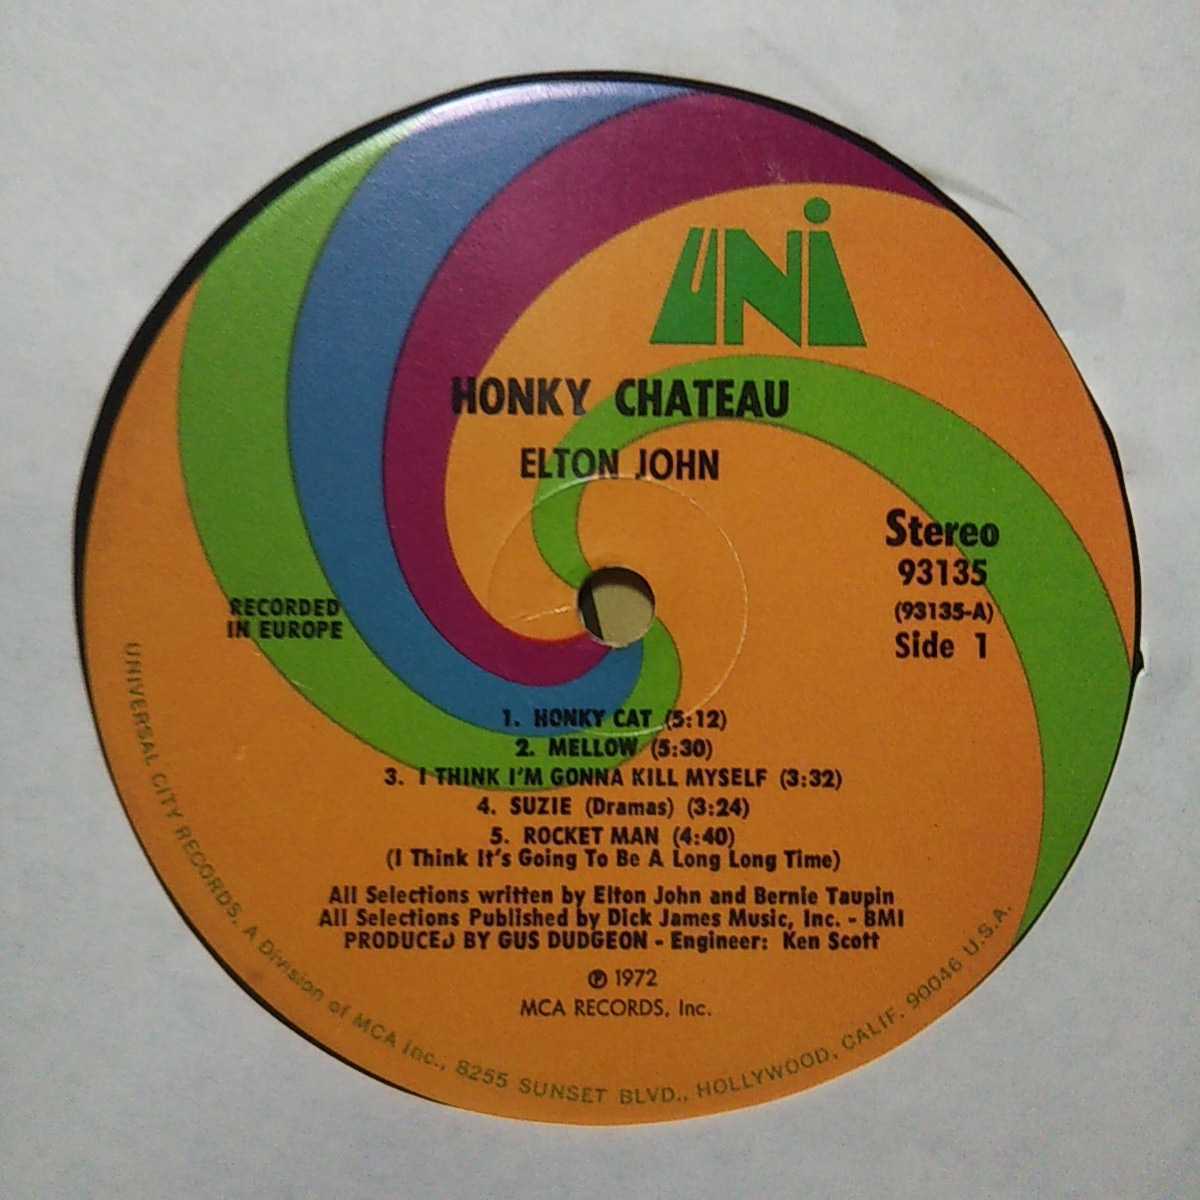 UNI
HONKY CHATEAU
ELTON JOHN
Stereo
93135
(93135-A)
Side 1
RECORDED
IN EUROPE
1. HONKY CAT (5:12)
2. MELLOW (5:30)
3. I THINK I'M GONNA KILL MYSELF (3:32)
4. SUZIE (Dramas) (3:24)
5. ROCKET MAN (4:40)
(I Think It's Going To Be A Long Long Time)
All Selections written by Elton John and Bernie Taupin
All Selections Published by Dick James Music, Inc. - BMI
PRODUCED BY GUS DUDGEON - Engineer: Ken Scott
℗ 1972
MCA RECORDS, Inc.
UNIVERSAL CITY RECORDS, A Division of MCA Inc., 8255 SUNSET BLVD., HOLLYWOOD, CALIF. 90046 U.S.A.